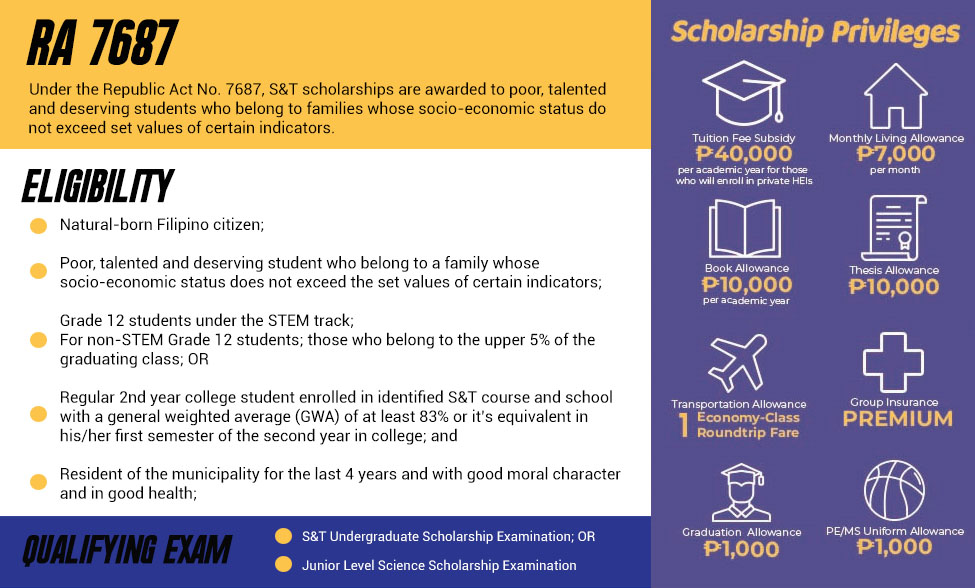 RA 7687
Under the Republic Act No. 7687, S&T scholarships are awarded to poor, talented
and deserving students who belong to families whose socio-economic status do
not exceed set values of certain indicators.
ELIGIBILITY
Natural-born Filipino citizen;
Poor, talented and deserving student who belong to a family whose
socio-economic status does not exceed the set values of certain indicators;
Grade 12 students under the STEM track;
For non-STEM Grade 12 students; those who belong to the upper 5% of the
graduating class; OR
Regular 2nd year college student enrolled in identified S&T course and school
with a general weighted average (GWA) of at least 83% or it's equivalent in
his/her first semester of the second year in college; and
Resident of the municipality for the last 4 years and with good moral character
and in good health;
QUALIFYING EXAM
S&T Undergraduate Scholarship Examination; OR
Junior Level Science Scholarship Examination
Scholarship Privileges
Tuition Fee Subsidy
₱40,000
per academic year for those
who will enroll in private HEIs
Monthly Living Allowance
₱7,000
per month
Book Allowance
₱10,000
per academic year
Thesis Allowance
₱10,000
Transportation Allowance
1 Economy-Class
Roundtrip Fare
Group Insurance
PREMIUM
Graduation Allowance
₱1,000
PE/MS Uniform Allowance
₱1,000